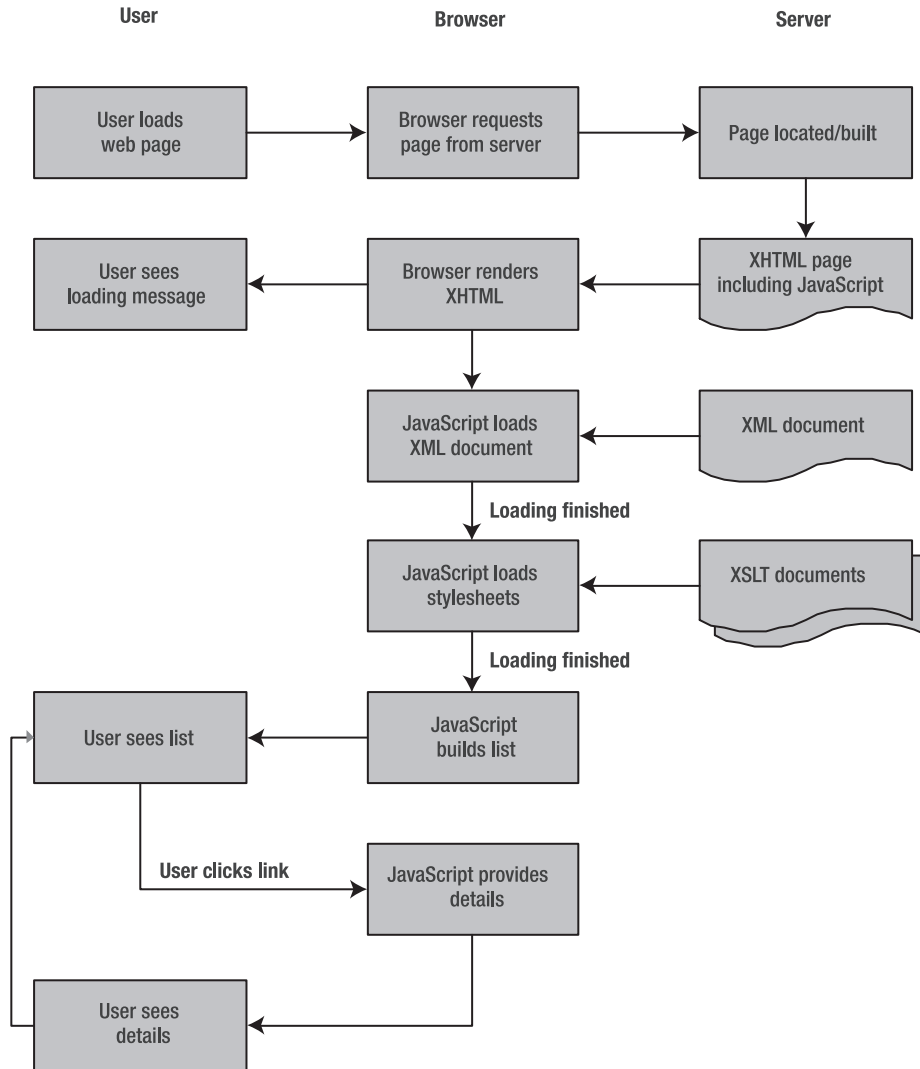 User
Browser
Server
User loads
web page
Browser requests
page from server
Page located/built
User sees
loading message
Browser renders
XHTML
XHTML page
including JavaScript
JavaScript loads
XML document
XML document
Loading finished
JavaScript loads
stylesheets
XSLT documents
Loading finished
User sees list
JavaScript
builds list
User clicks link
JavaScript provides
details
User sees
details